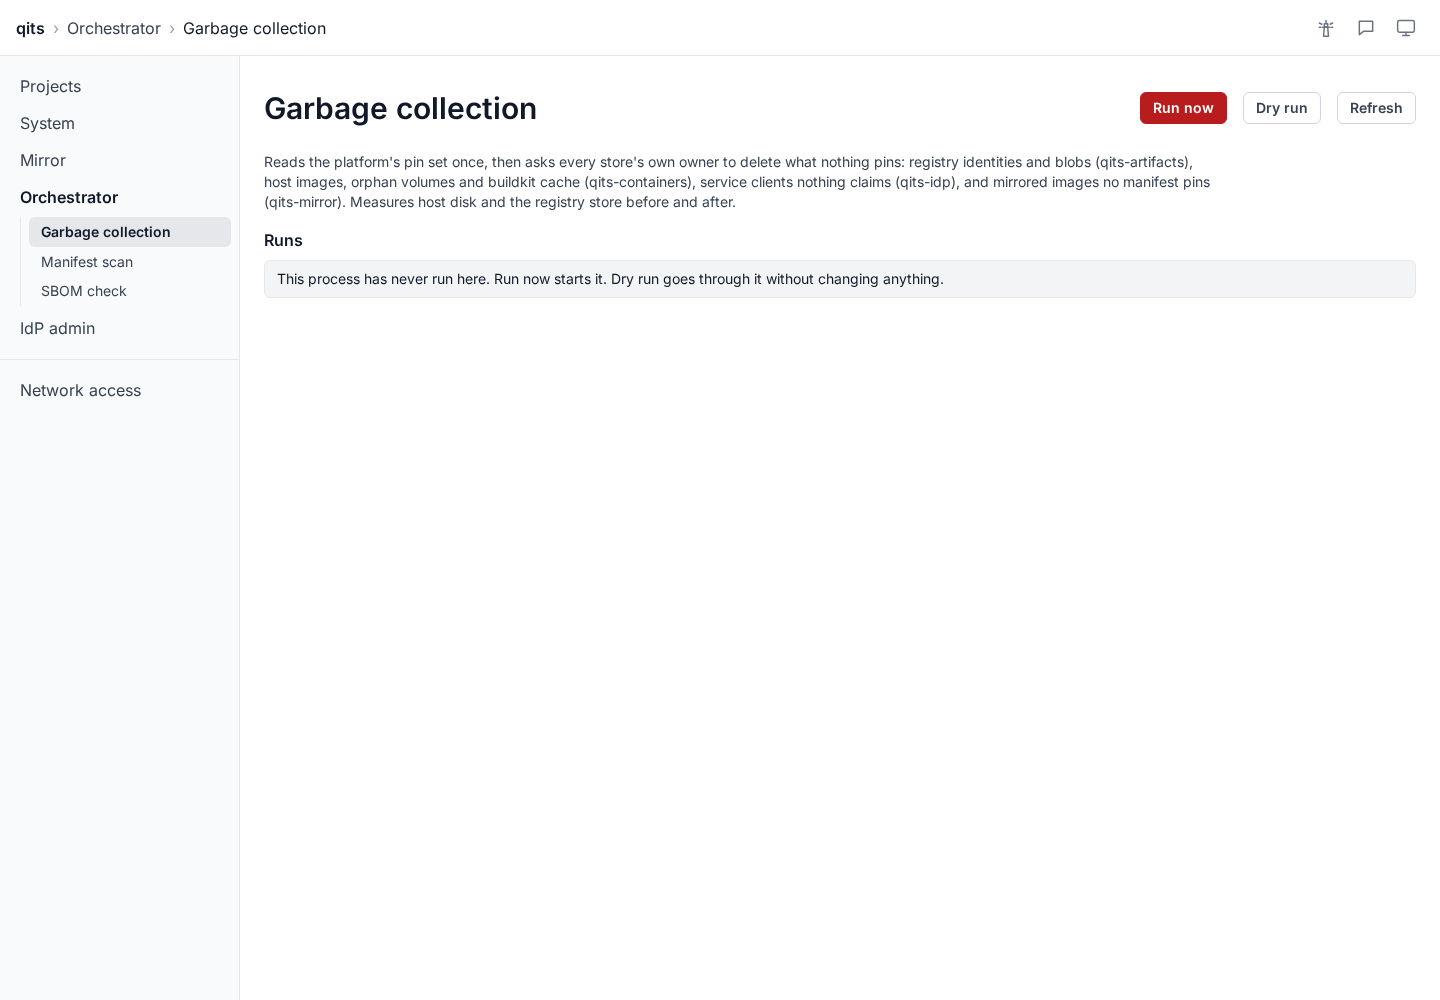 qits › Orchestrator › Garbage collection
Projects
System
Mirror
Orchestrator
Garbage collection
Manifest scan
SBOM check
IdP admin
Network access
Garbage collection
Run now
Dry run
Refresh
Reads the platform's pin set once, then asks every store's own owner to delete what nothing pins: registry identities and blobs (qits-artifacts),
host images, orphan volumes and buildkit cache (qits-containers), service clients nothing claims (qits-idp), and mirrored images no manifest pins
(qits-mirror). Measures host disk and the registry store before and after.
Runs
This process has never run here. Run now starts it. Dry run goes through it without changing anything.